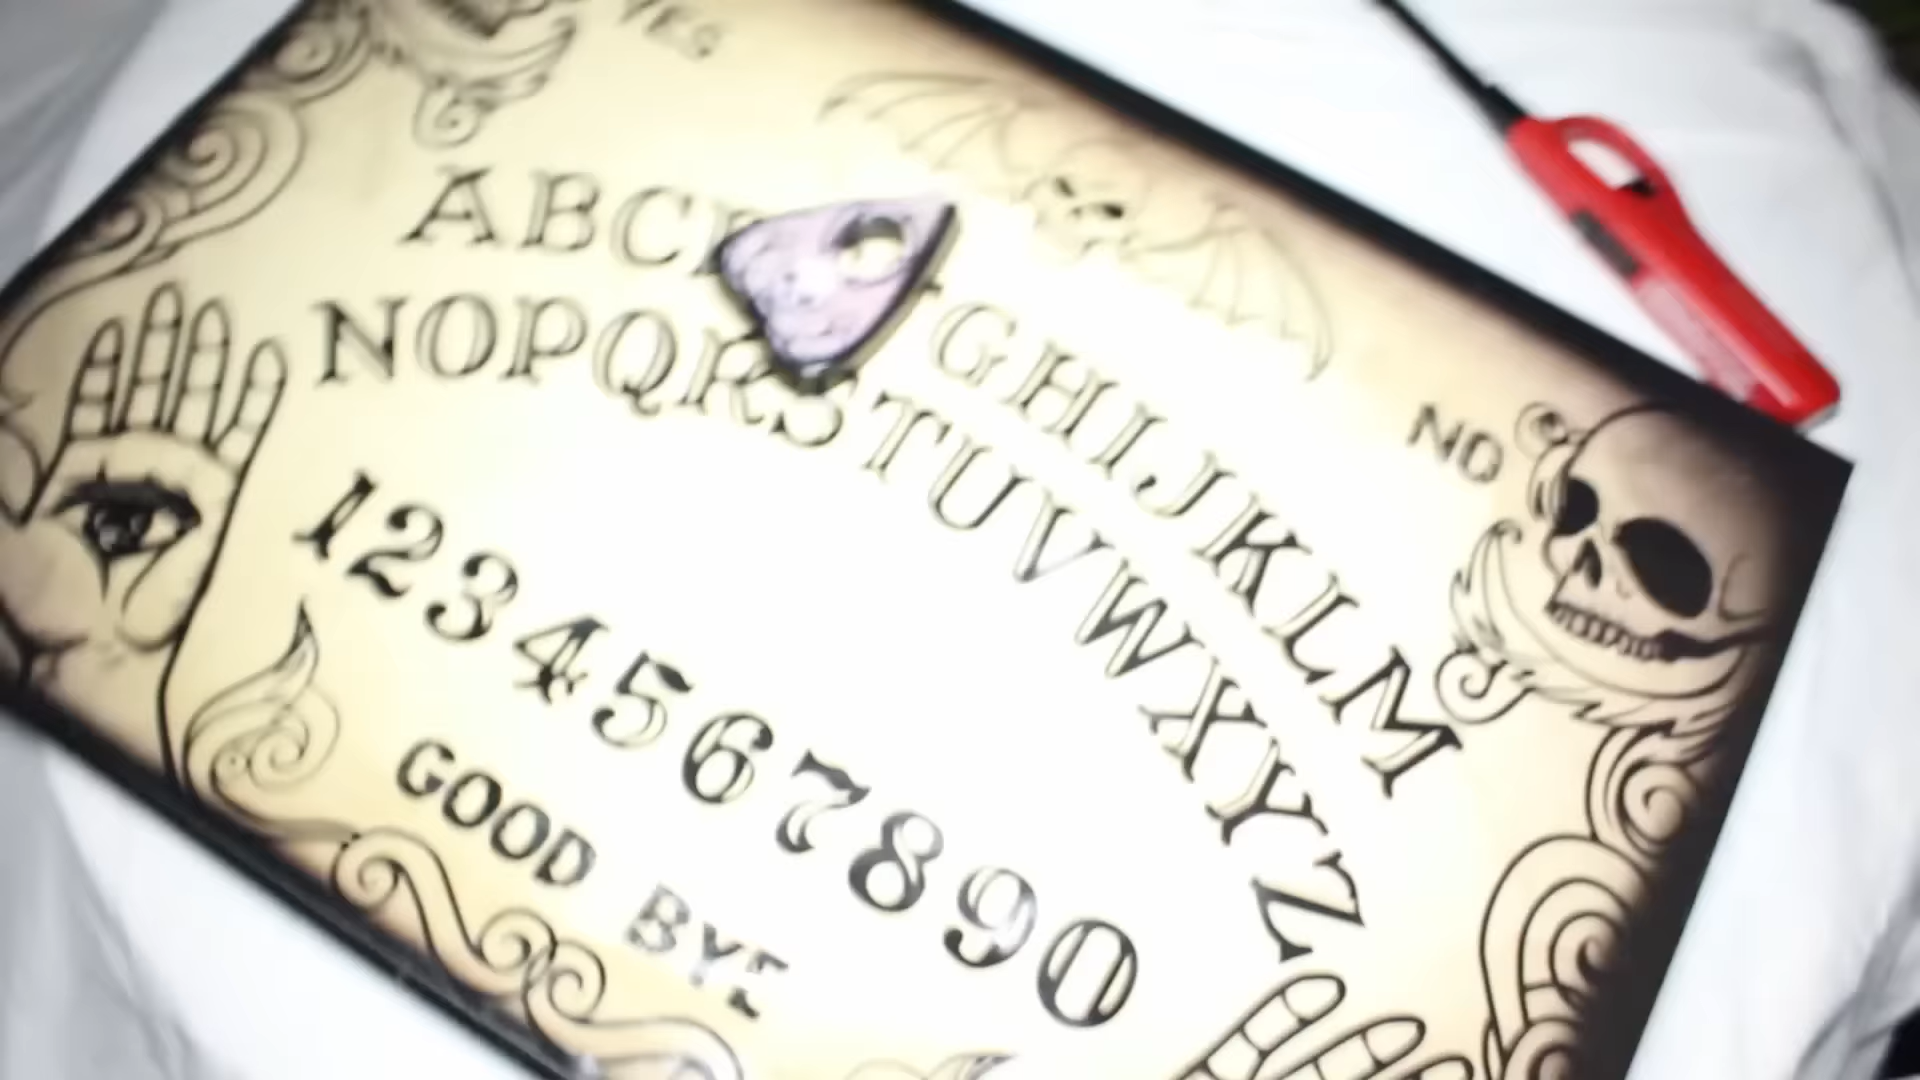 YES
NO
ABC GHIJKLM
NOPQRSTUVWXYZ
1234567890
GOOD BYE